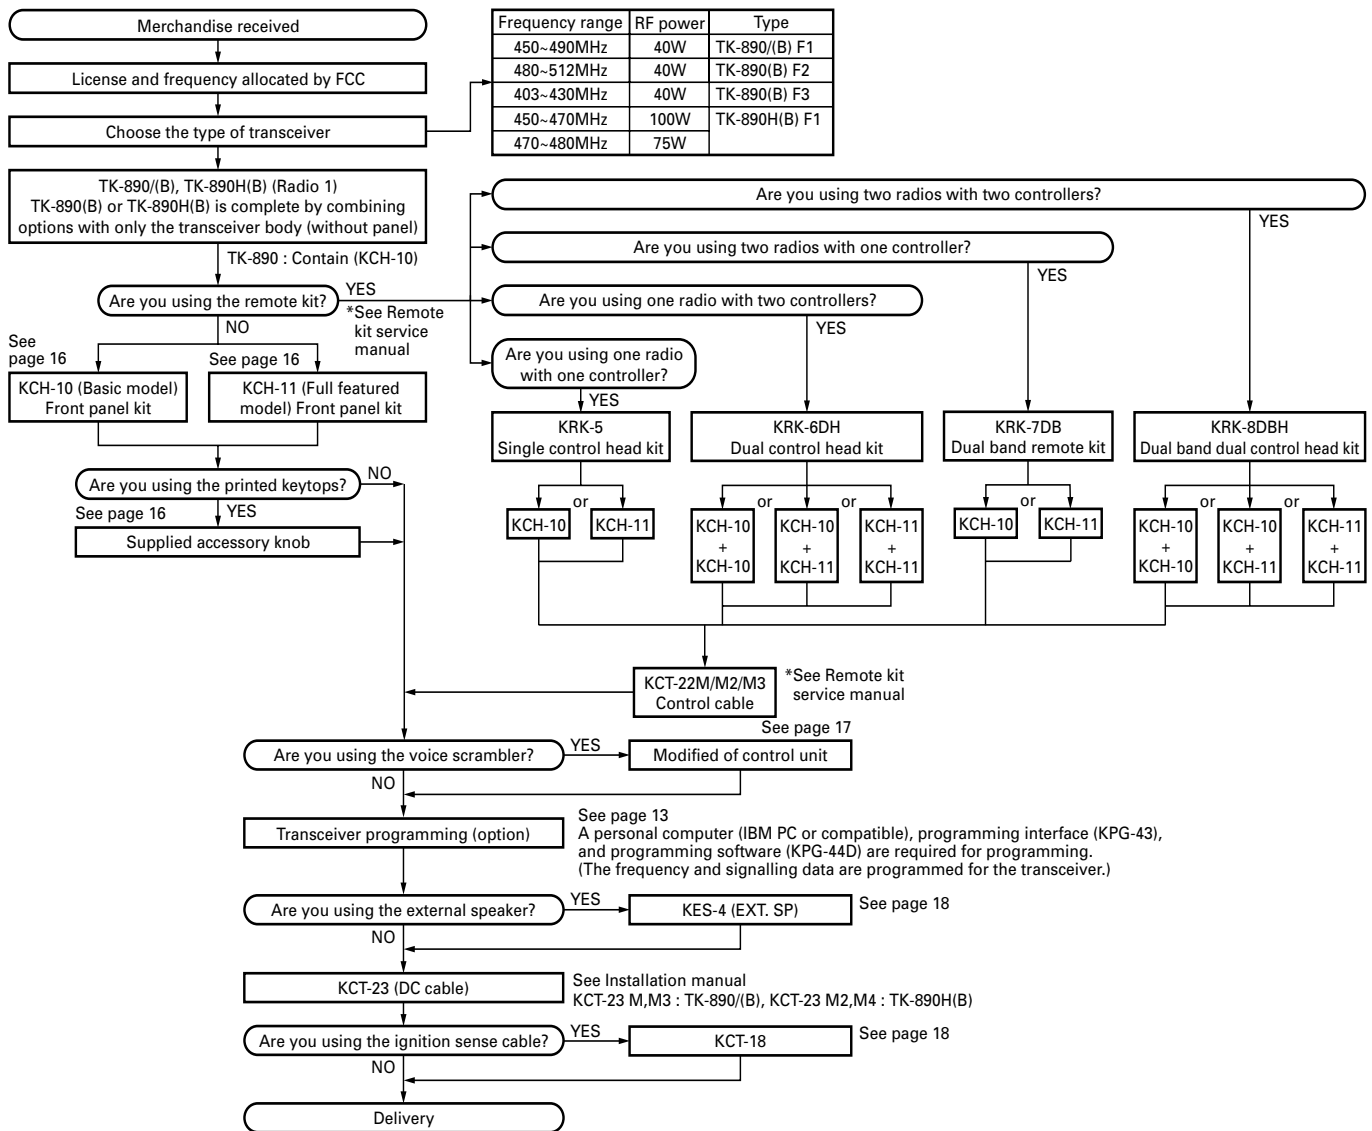 Merchandise received
License and frequency allocated by FCC
Choose the type of transceiver
Frequency range RF power Type
450~490MHz 40W TK-890/(B) F1
480~512MHz 40W TK-890(B) F2
403~430MHz 40W TK-890(B) F3
450~470MHz 100W TK-890H(B) F1
470~480MHz 75W
TK-890/(B), TK-890H(B) (Radio 1)
TK-890(B) or TK-890H(B) is complete by combining
options with only the transceiver body (without panel)
TK-890 : Contain (KCH-10)
Are you using the remote kit?
YES
*See Remote
kit service
manual
NO
Are you using two radios with two controllers?
YES
Are you using two radios with one controller?
YES
Are you using one radio with two controllers?
YES
Are you using one radio
with one controller?
YES
See
page 16
See page 16
KCH-10 (Basic model)
Front panel kit
KCH-11 (Full featured
model) Front panel kit
KRK-5
Single control head kit
KRK-6DH
Dual control head kit
KRK-7DB
Dual band remote kit
KRK-8DBH
Dual band dual control head kit
Are you using the printed keytops?
NO
See page 16
YES
Supplied accessory knob
or
KCH-10
KCH-11
or
or
KCH-10
+
KCH-10
KCH-10
+
KCH-11
KCH-11
+
KCH-11
or
KCH-10
KCH-11
or
or
KCH-10
+
KCH-10
KCH-10
+
KCH-11
KCH-11
+
KCH-11
KCT-22M/M2/M3
Control cable
*See Remote kit
service manual
See page 17
Are you using the voice scrambler?
YES
Modified of control unit
NO
Transceiver programming (option)
See page 13
A personal computer (IBM PC or compatible), programming interface (KPG-43),
and programming software (KPG-44D) are required for programming.
(The frequency and signalling data are programmed for the transceiver.)
Are you using the external speaker?
YES
KES-4 (EXT. SP)
See page 18
NO
KCT-23 (DC cable)
See Installation manual
KCT-23 M,M3 : TK-890/(B), KCT-23 M2,M4 : TK-890H(B)
Are you using the ignition sense cable?
YES
KCT-18
See page 18
NO
Delivery